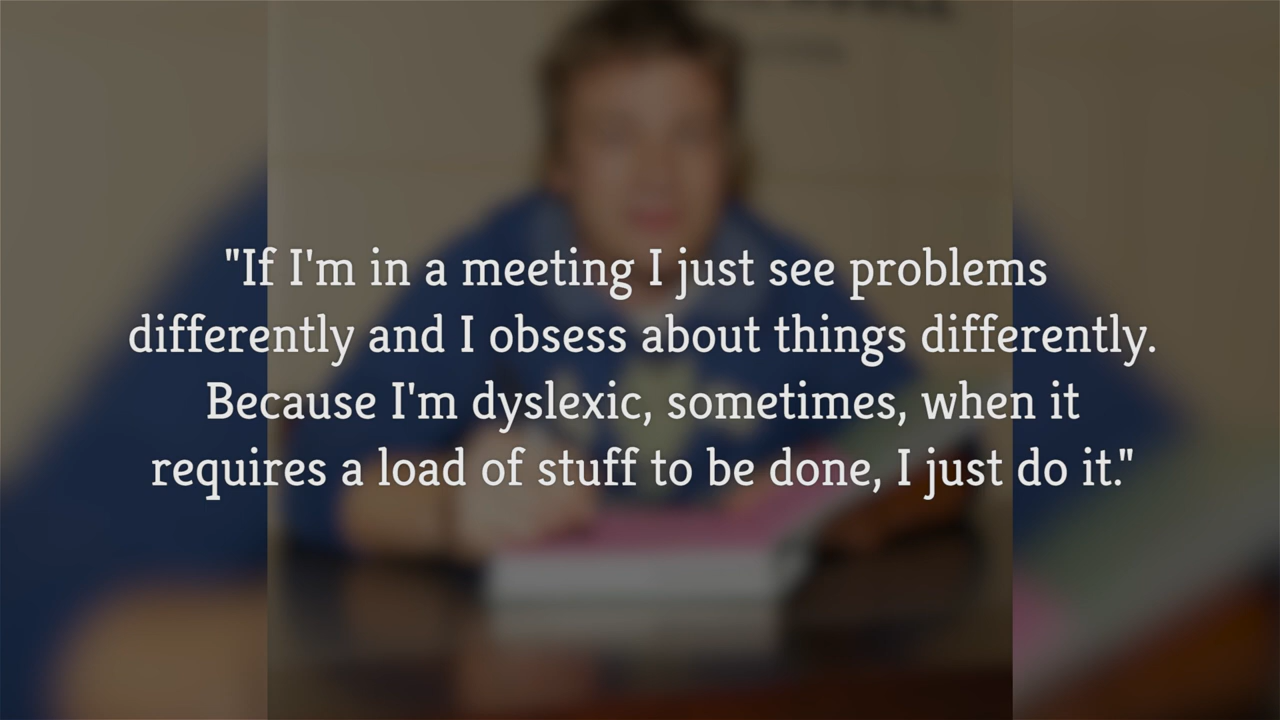 "If I'm in a meeting I just see problems
differently and I obsess about things differently.
Because I'm dyslexic, sometimes, when it
requires a load of stuff to be done, I just do it."